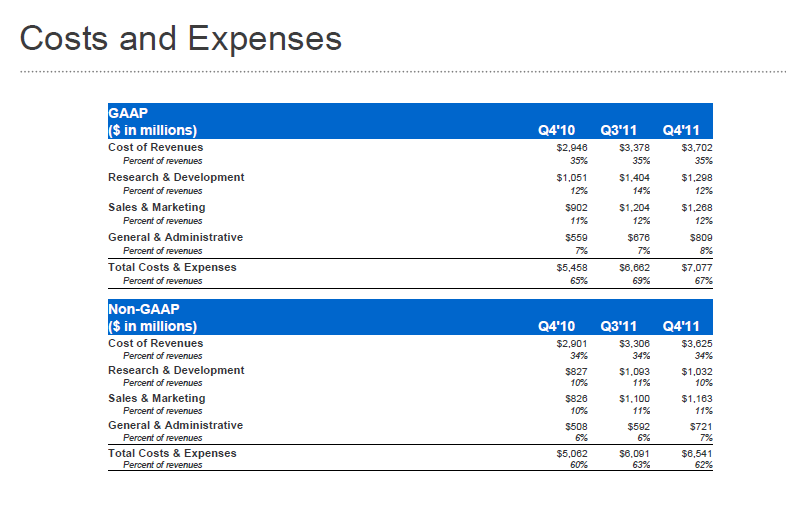 Costs and Expenses
GAAP
($ in millions) Q4'10 Q3'11 Q4'11
Cost of Revenues $2,946 $3,378 $3,702
Percent of revenues 35% 35% 35%
Research & Development $1,051 $1,404 $1,298
Percent of revenues 12% 14% 12%
Sales & Marketing $902 $1,204 $1,268
Percent of revenues 11% 12% 12%
General & Administrative $559 $676 $809
Percent of revenues 7% 7% 8%
Total Costs & Expenses $5,458 $6,662 $7,077
Percent of revenues 65% 69% 67%
Non-GAAP
($ in millions) Q4'10 Q3'11 Q4'11
Cost of Revenues $2,901 $3,306 $3,625
Percent of revenues 34% 34% 34%
Research & Development $827 $1,093 $1,032
Percent of revenues 10% 11% 10%
Sales & Marketing $826 $1,100 $1,163
Percent of revenues 10% 11% 11%
General & Administrative $508 $592 $721
Percent of revenues 6% 6% 7%
Total Costs & Expenses $5,062 $6,091 $6,541
Percent of revenues 60% 63% 62%